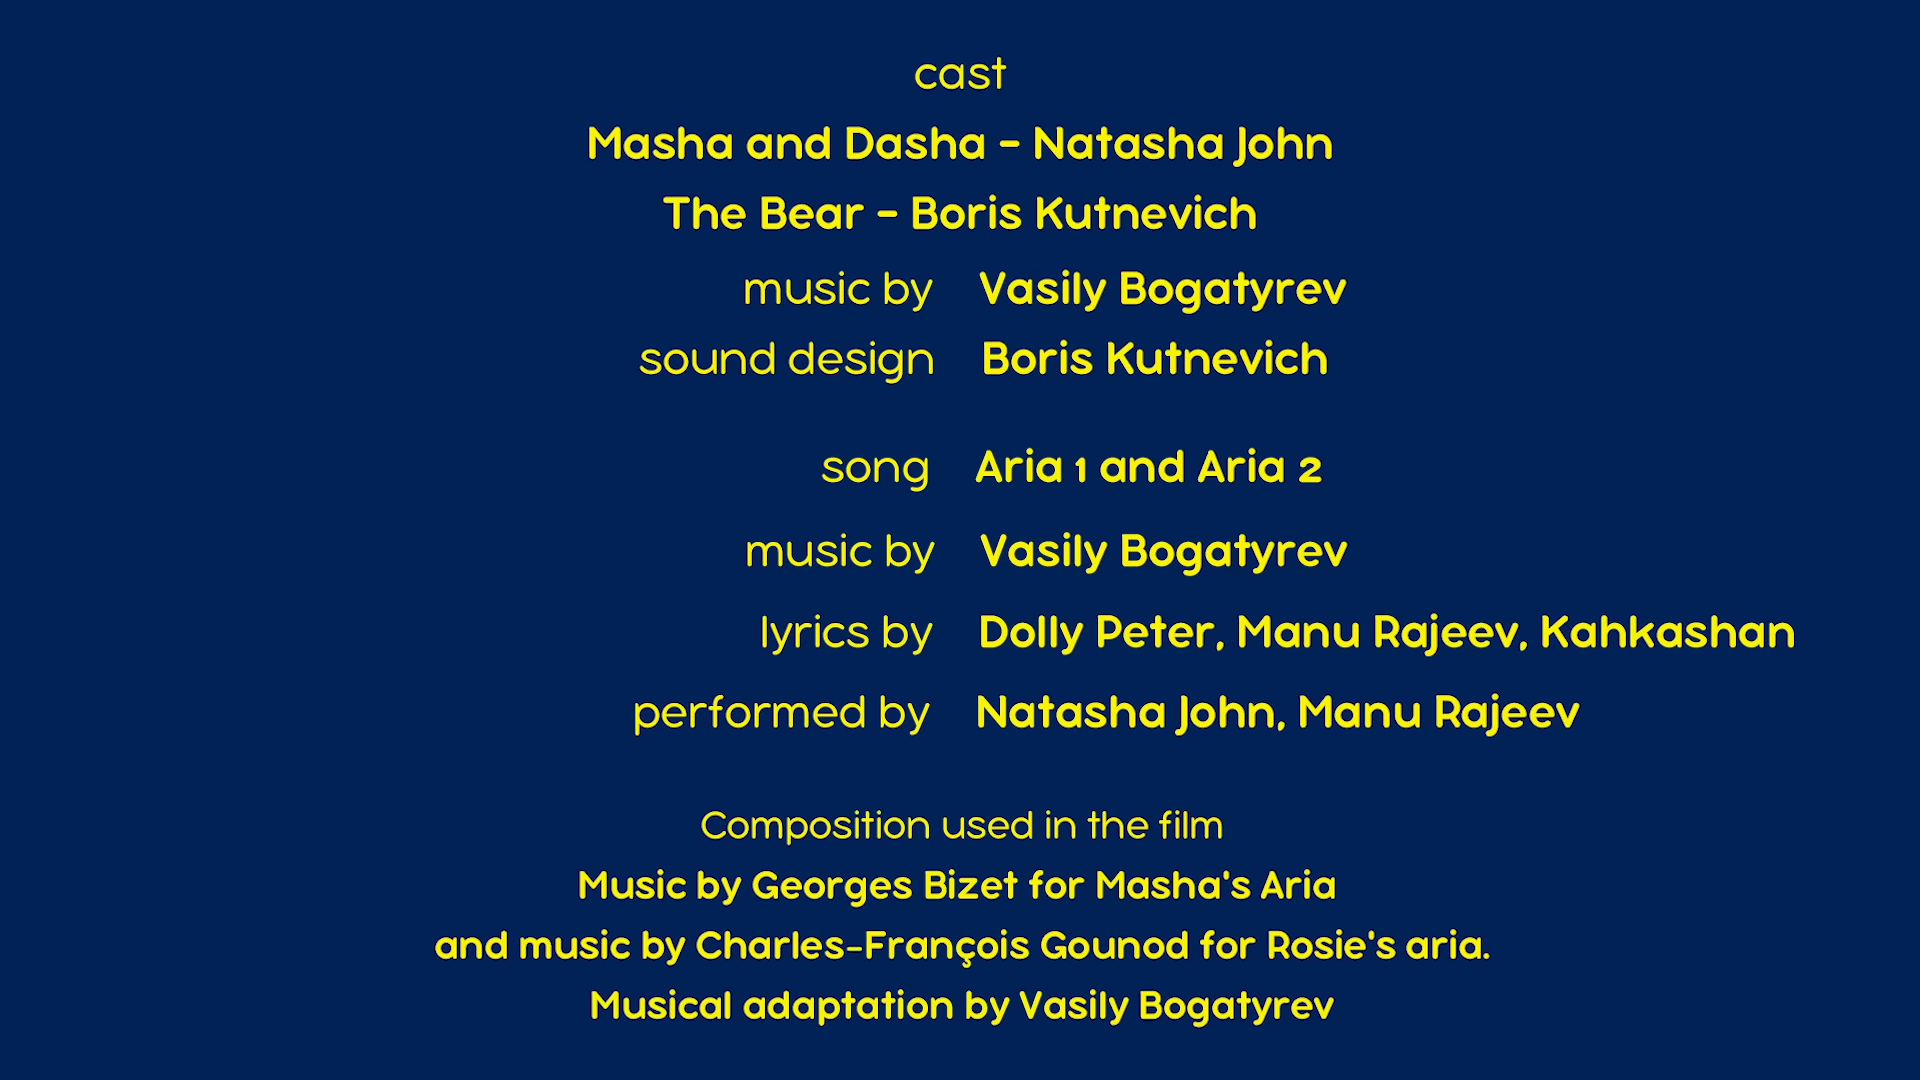 cast
Masha and Dasha - Natasha John
The Bear - Boris Kutnevich
music by Vasily Bogatyrev
sound design Boris Kutnevich
song Aria 1 and Aria 2
music by Vasily Bogatyrev
lyrics by Dolly Peter, Manu Rajeev, Kahkashan
performed by Natasha John, Manu Rajeev
Composition used in the film
Music by Georges Bizet for Masha's Aria
and music by Charles-François Gounod for Rosie's aria.
Musical adaptation by Vasily Bogatyrev